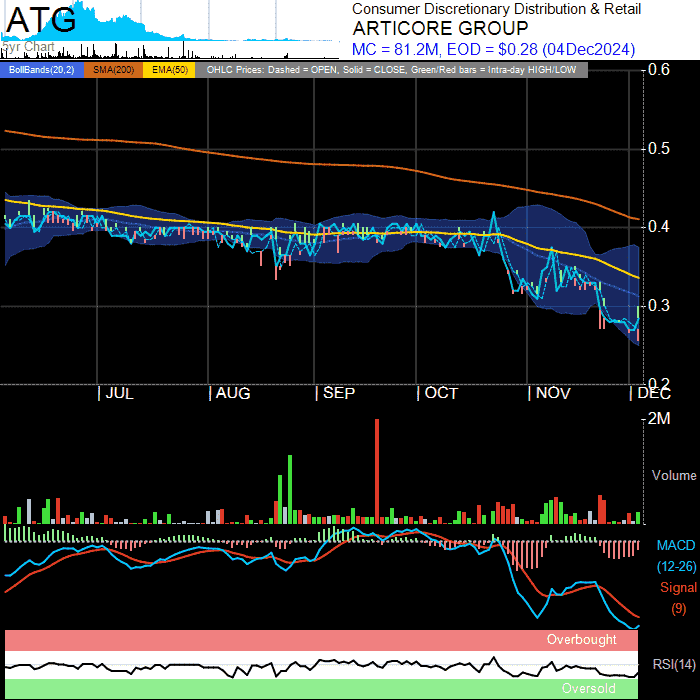 ATG
Consumer Discretionary Distribution & Retail
ARTICORE GROUP
MC = 81.2M, EOD = $0.28 (04Dec2024)
5yr Chart
BollBands(20,2) SMA(200) EMA(50) OHLC Prices: Dashed = OPEN, Solid = CLOSE, Green/Red bars = Intra-day HIGH/LOW
0.6
0.5
0.4
0.3
0.2
JUL AUG SEP OCT NOV DEC
2M
Volume
MACD
(12-26)
Signal
(9)
Overbought
RSI(14)
Oversold